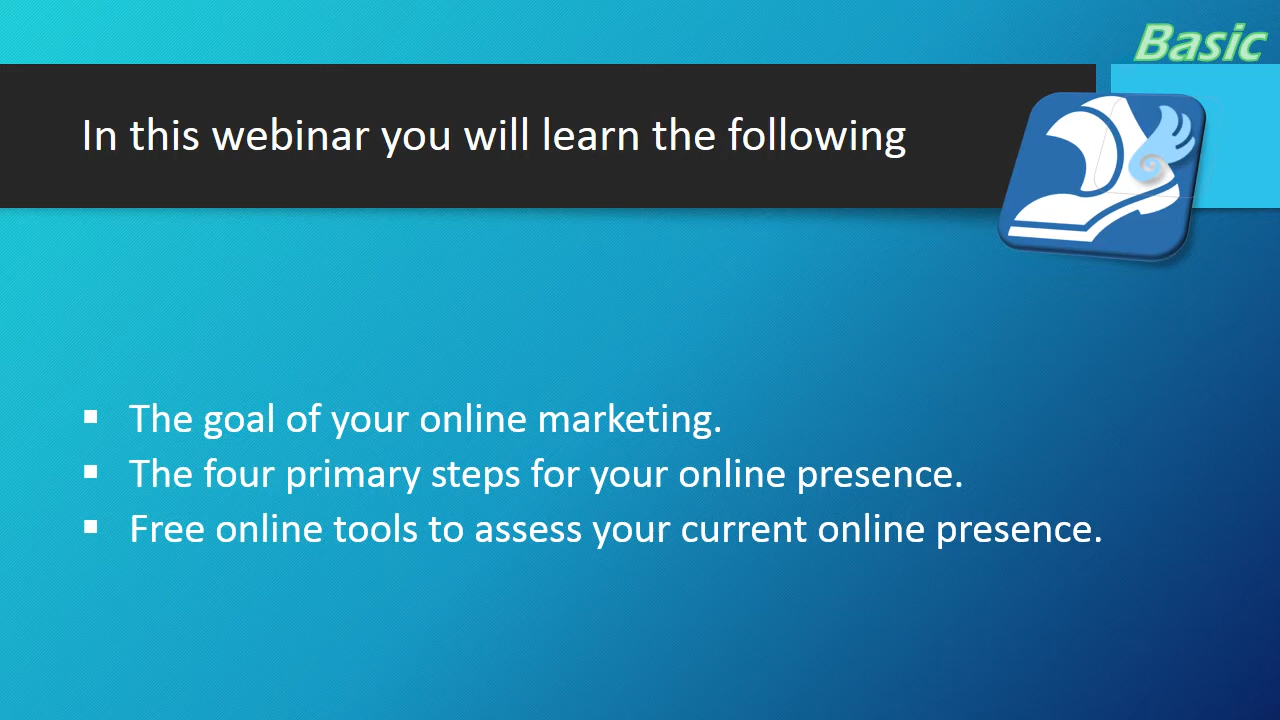 Basic
In this webinar you will learn the following
▪ The goal of your online marketing.
▪ The four primary steps for your online presence.
▪ Free online tools to assess your current online presence.